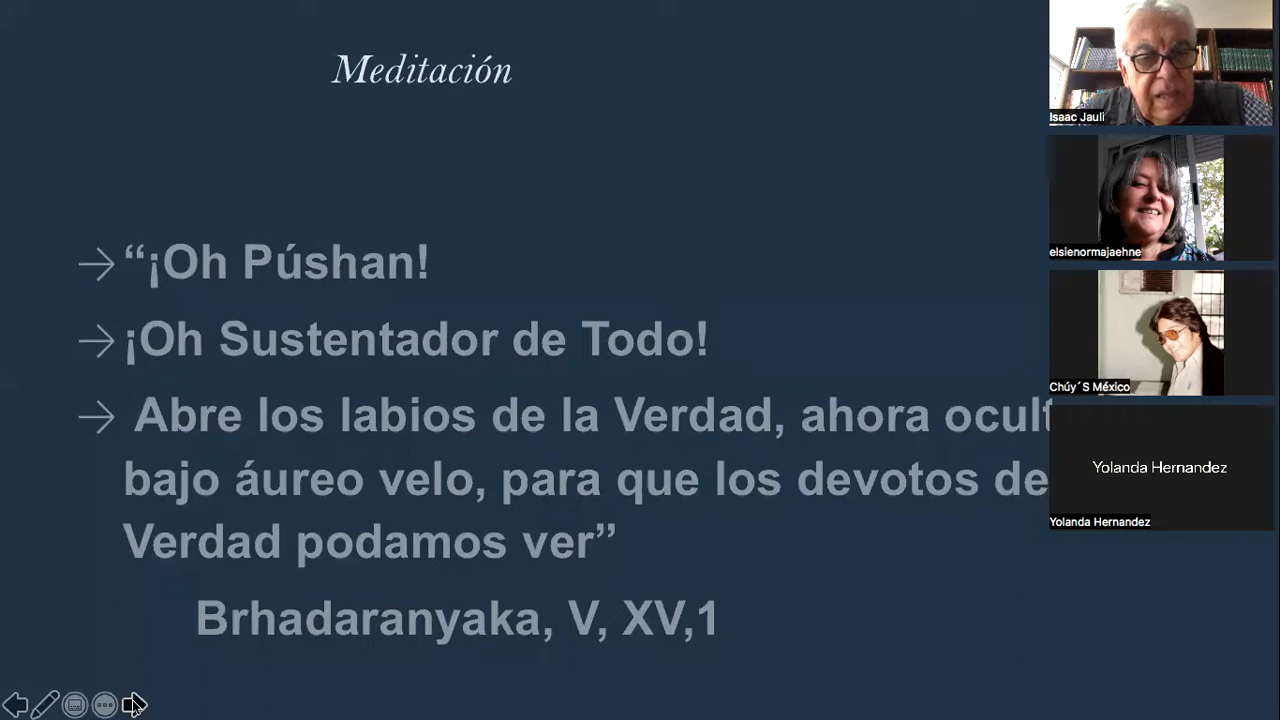 Meditación
“¡Oh Púshan!
¡Oh Sustentador de Todo!
Abre los labios de la Verdad, ahora
bajo áureo velo, para que los devotos de
Verdad podamos ver”
Brhadaranyaka, V, XV,1
Isaac Jauli
elsienormajaehne
Chúy´S México
Yolanda Hernandez
Yolanda Hernandez